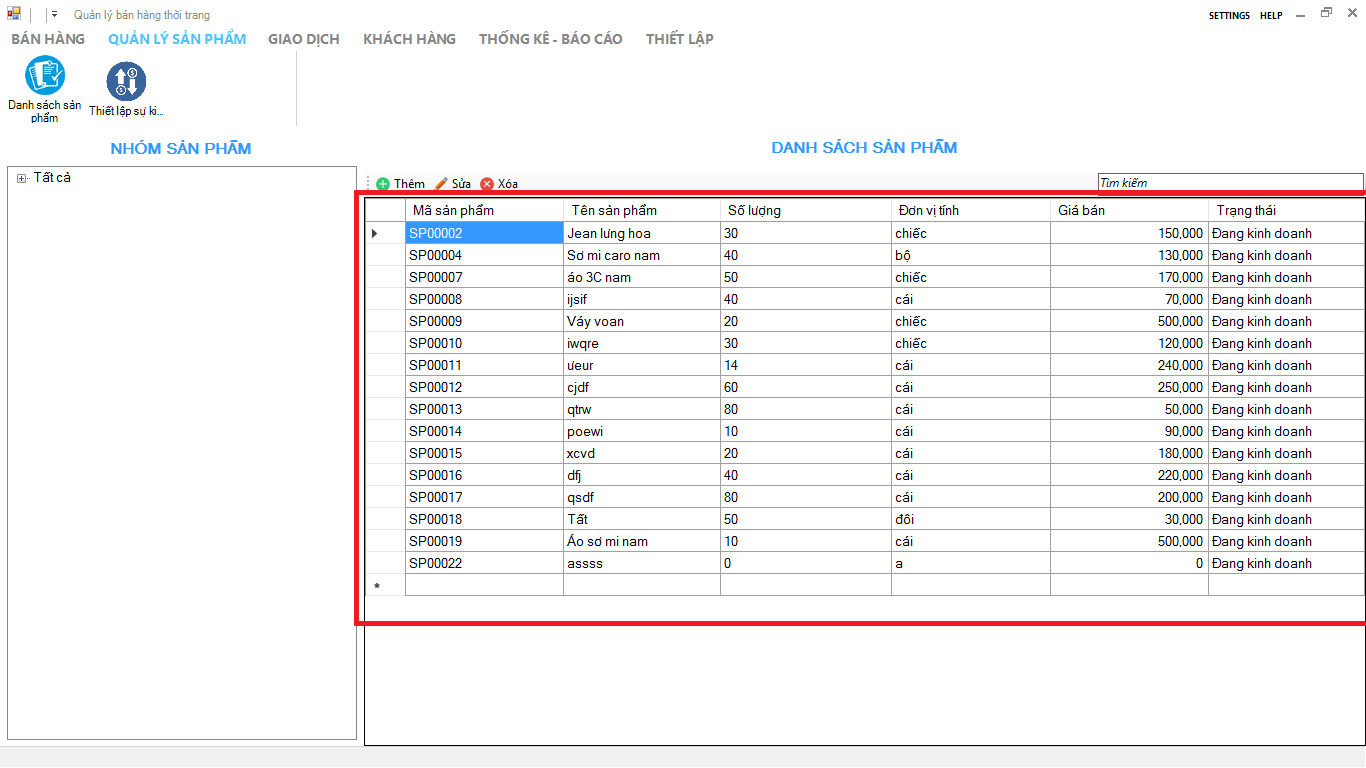 Quản lý bán hàng thời trang
SETTINGS HELP
BÁN HÀNG QUẢN LÝ SẢN PHẨM GIAO DỊCH KHÁCH HÀNG THỐNG KÊ - BÁO CÁO THIẾT LẬP
Danh sách sản phẩm
Thiết lập sự ki...
NHÓM SẢN PHẨM
Tất cả
DANH SÁCH SẢN PHẨM
Thêm Sửa Xóa
Tìm kiếm
Mã sản phẩm Tên sản phẩm Số lượng Đơn vị tính Giá bán Trạng thái
SP00002 Jean lưng hoa 30 chiếc 150,000 Đang kinh doanh
SP00004 Sơ mi caro nam 40 bộ 130,000 Đang kinh doanh
SP00007 áo 3C nam 50 chiếc 170,000 Đang kinh doanh
SP00008 ijsif 40 cái 70,000 Đang kinh doanh
SP00009 Váy voan 20 chiếc 500,000 Đang kinh doanh
SP00010 iwqre 30 chiếc 120,000 Đang kinh doanh
SP00011 ưeur 14 cái 240,000 Đang kinh doanh
SP00012 cjdf 60 cái 250,000 Đang kinh doanh
SP00013 qtrw 80 cái 50,000 Đang kinh doanh
SP00014 poewi 10 cái 90,000 Đang kinh doanh
SP00015 xcvd 20 cái 180,000 Đang kinh doanh
SP00016 dfj 40 cái 220,000 Đang kinh doanh
SP00017 qsdf 80 cái 200,000 Đang kinh doanh
SP00018 Tất 50 đôi 30,000 Đang kinh doanh
SP00019 Áo sơ mi nam 10 cái 500,000 Đang kinh doanh
SP00022 assss 0 a 0 Đang kinh doanh